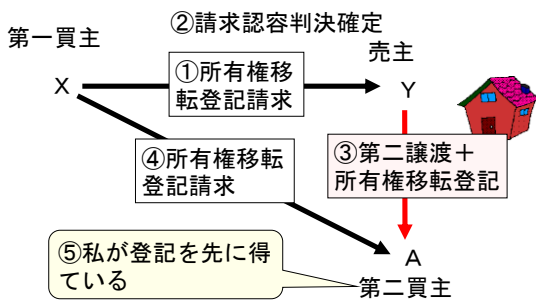 ②請求認容判決確定
第一買主
売主
X
①所有権移
転登記請求
Y
④所有権移転
登記請求
③第二譲渡＋
所有権移転登記
⑤私が登記を先に得
ている
A
第二買主